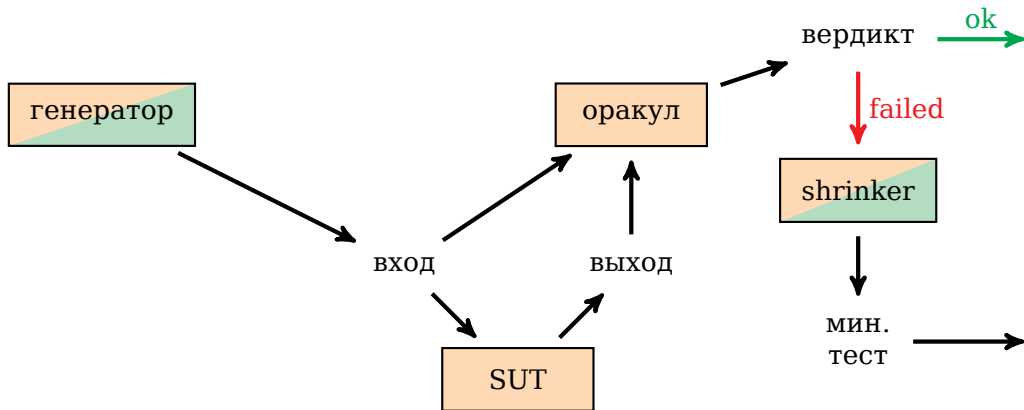 ok
вердикт
генератор
оракул
failed
shrinker
вход
выход
мин.
тест
SUT